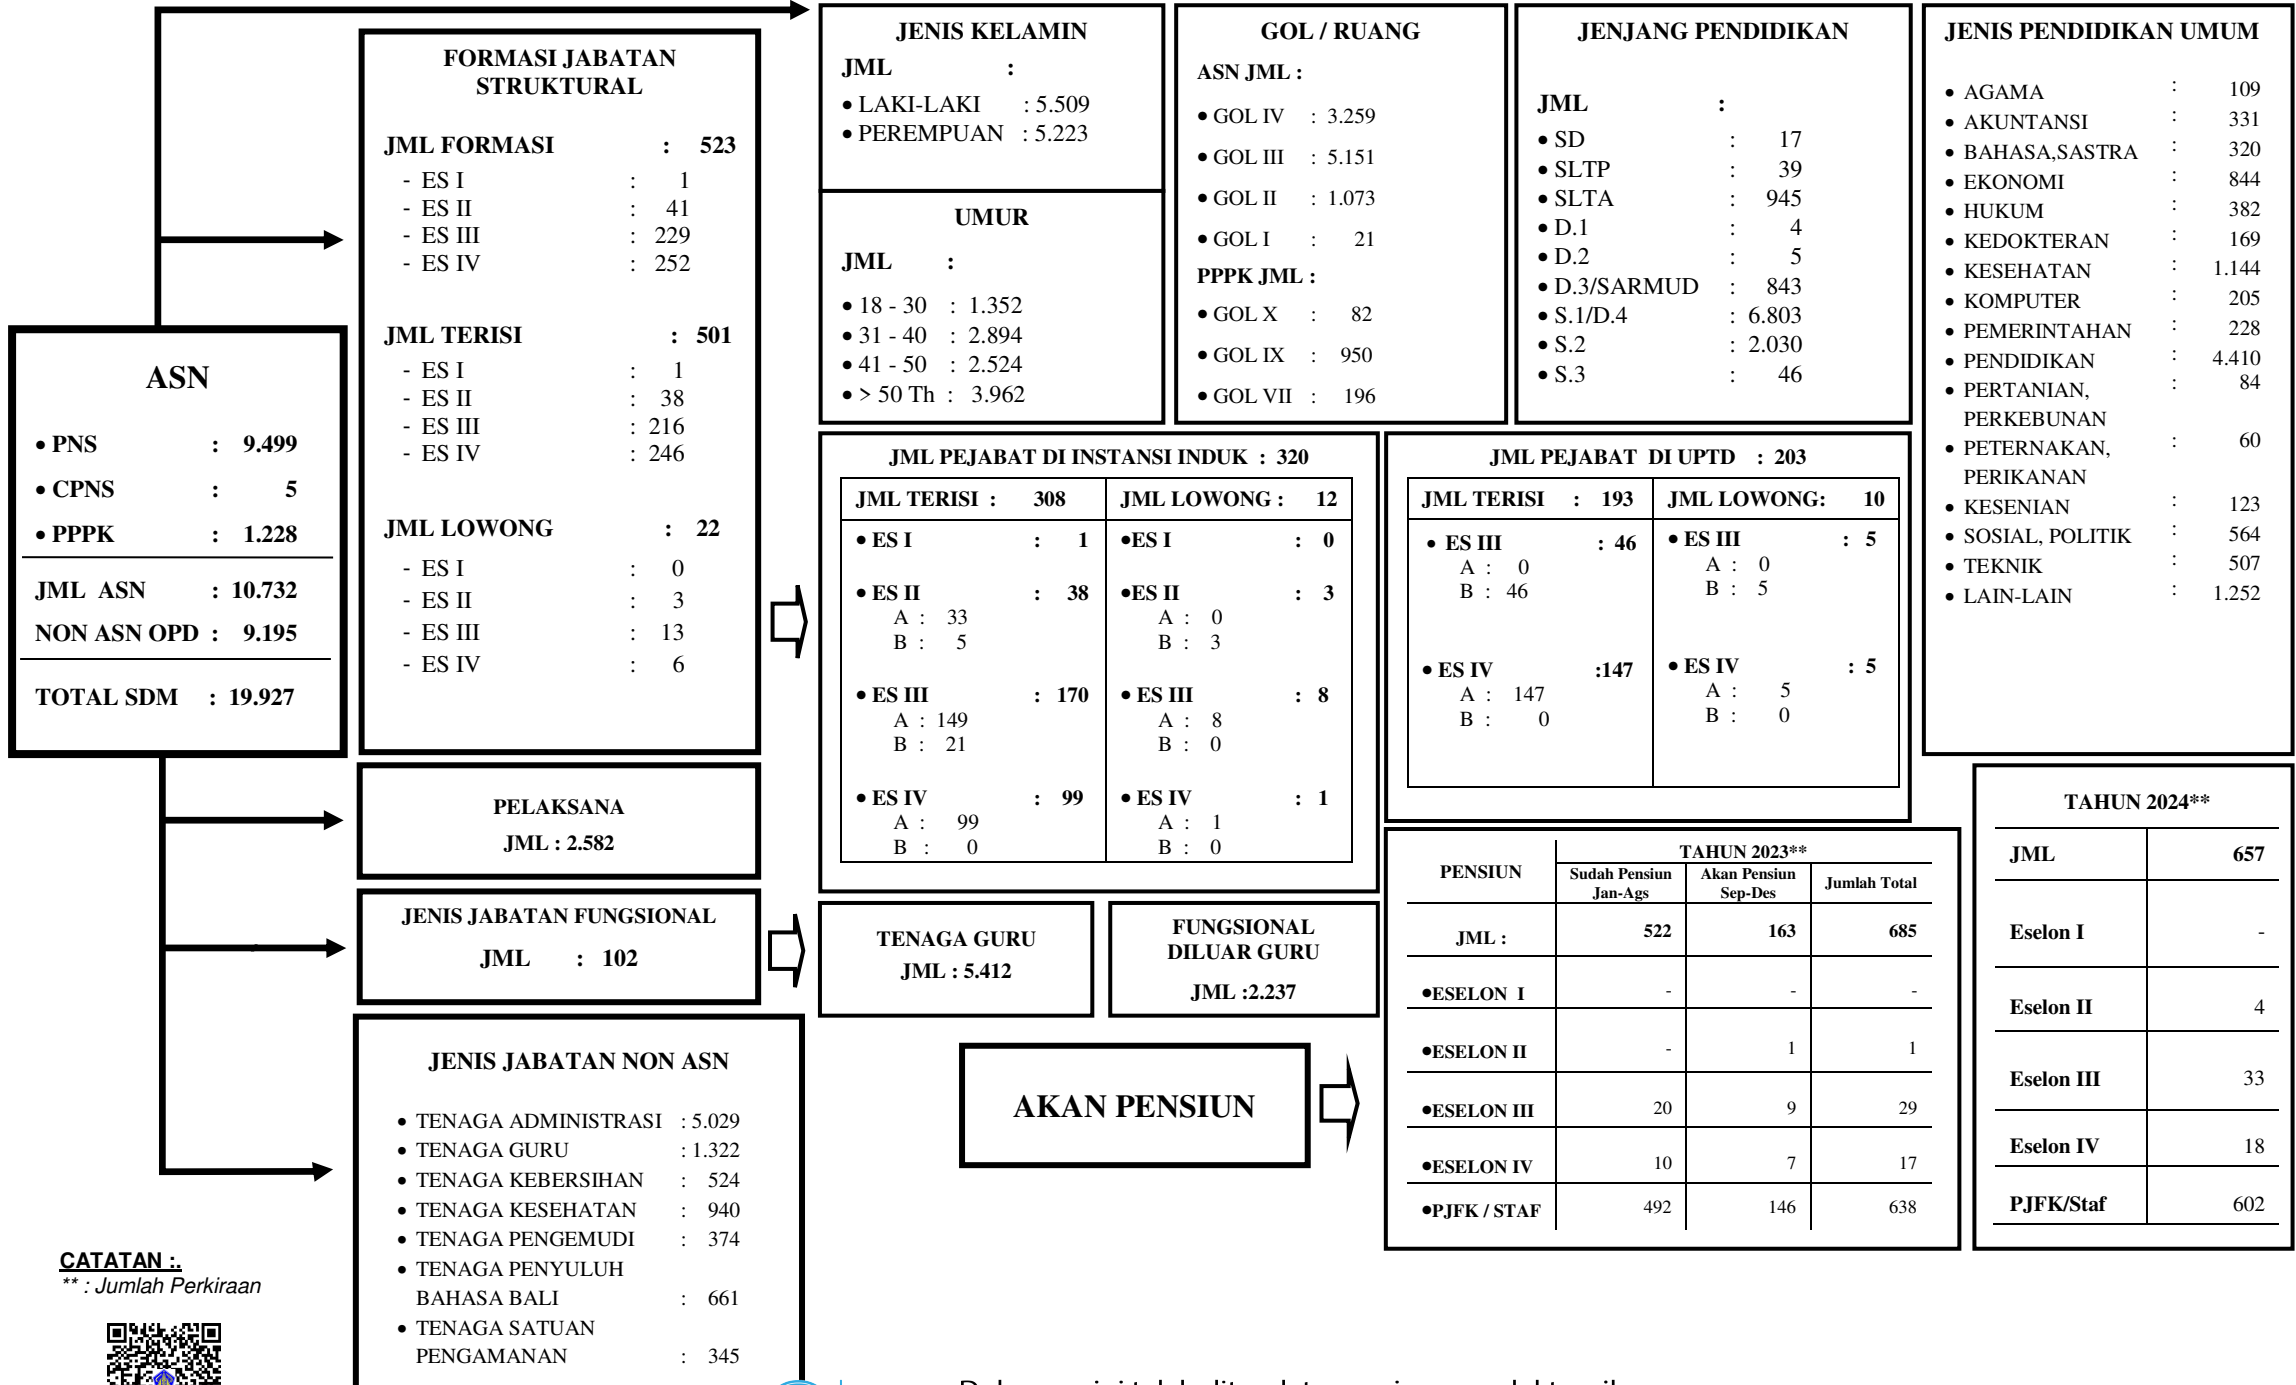 ASN
• PNS : 9.499
• CPNS : 5
• PPPK : 1.228
JML ASN : 10.732
NON ASN OPD : 9.195
TOTAL SDM : 19.927
FORMASI JABATAN
STRUKTURAL
JML FORMASI : 523
- ES I : 1
- ES II : 41
- ES III : 229
- ES IV : 252
JML TERISI : 501
- ES I : 1
- ES II : 38
- ES III : 216
- ES IV : 246
JML LOWONG : 22
- ES I : 0
- ES II : 3
- ES III : 13
- ES IV : 6
PELAKSANA
JML : 2.582
JENIS JABATAN FUNGSIONAL
JML : 102
JENIS JABATAN NON ASN
• TENAGA ADMINISTRASI : 5.029
• TENAGA GURU : 1.322
• TENAGA KEBERSIHAN : 524
• TENAGA KESEHATAN : 940
• TENAGA PENGEMUDI : 374
• TENAGA PENYULUH
BAHASA BALI : 661
• TENAGA SATUAN
PENGAMANAN : 345
JENIS KELAMIN
JML :
• LAKI-LAKI : 5.509
• PEREMPUAN : 5.223
UMUR
JML :
• 18 - 30 : 1.352
• 31 - 40 : 2.894
• 41 - 50 : 2.524
• > 50 Th : 3.962
GOL / RUANG
ASN JML :
• GOL IV : 3.259
• GOL III : 5.151
• GOL II : 1.073
• GOL I : 21
PPPK JML :
• GOL X : 82
• GOL IX : 950
• GOL VII : 196
JENJANG PENDIDIKAN
JML :
• SD : 17
• SLTP : 39
• SLTA : 945
• D.1 : 4
• D.2 : 5
• D.3/SARMUD : 843
• S.1/D.4 : 6.803
• S.2 : 2.030
• S.3 : 46
JENIS PENDIDIKAN UMUM
• AGAMA : 109
• AKUNTANSI : 331
• BAHASA,SASTRA : 320
• EKONOMI : 844
• HUKUM : 382
• KEDOKTERAN : 169
• KESEHATAN : 1.144
• KOMPUTER : 205
• PEMERINTAHAN : 228
• PENDIDIKAN : 4.410
• PERTANIAN, : 84
PERKEBUNAN
• PETERNAKAN, : 60
PERIKANAN
• KESENIAN : 123
• SOSIAL, POLITIK : 564
• TEKNIK : 507
• LAIN-LAIN : 1.252
JML PEJABAT DI INSTANSI INDUK : 320
JML TERISI : 308
• ES I : 1
• ES II : 38
A : 33
B : 5
• ES III : 170
A : 149
B : 21
• ES IV : 99
A : 99
B : 0
JML LOWONG : 12
•ES I : 0
•ES II : 3
A : 0
B : 3
• ES III : 8
A : 8
B : 0
• ES IV : 1
A : 1
B : 0
JML PEJABAT DI UPTD : 203
JML TERISI : 193
• ES III : 46
A : 0
B : 46
• ES IV :147
A : 147
B : 0
JML LOWONG: 10
• ES III : 5
A : 0
B : 5
• ES IV : 5
A : 5
B : 0
TENAGA GURU
JML : 5.412
FUNGSIONAL
DILUAR GURU
JML :2.237
AKAN PENSIUN
TAHUN 2023**
PENSIUN Sudah Pensiun Jan-Ags Akan Pensiun Sep-Des Jumlah Total
JML : 522 163 685
•ESELON I - - -
•ESELON II - 1 1
•ESELON III 20 9 29
•ESELON IV 10 7 17
•PJFK / STAF 492 146 638
TAHUN 2024**
JML 657
Eselon I -
Eselon II 4
Eselon III 33
Eselon IV 18
PJFK/Staf 602
CATATAN :.
** : Jumlah Perkiraan